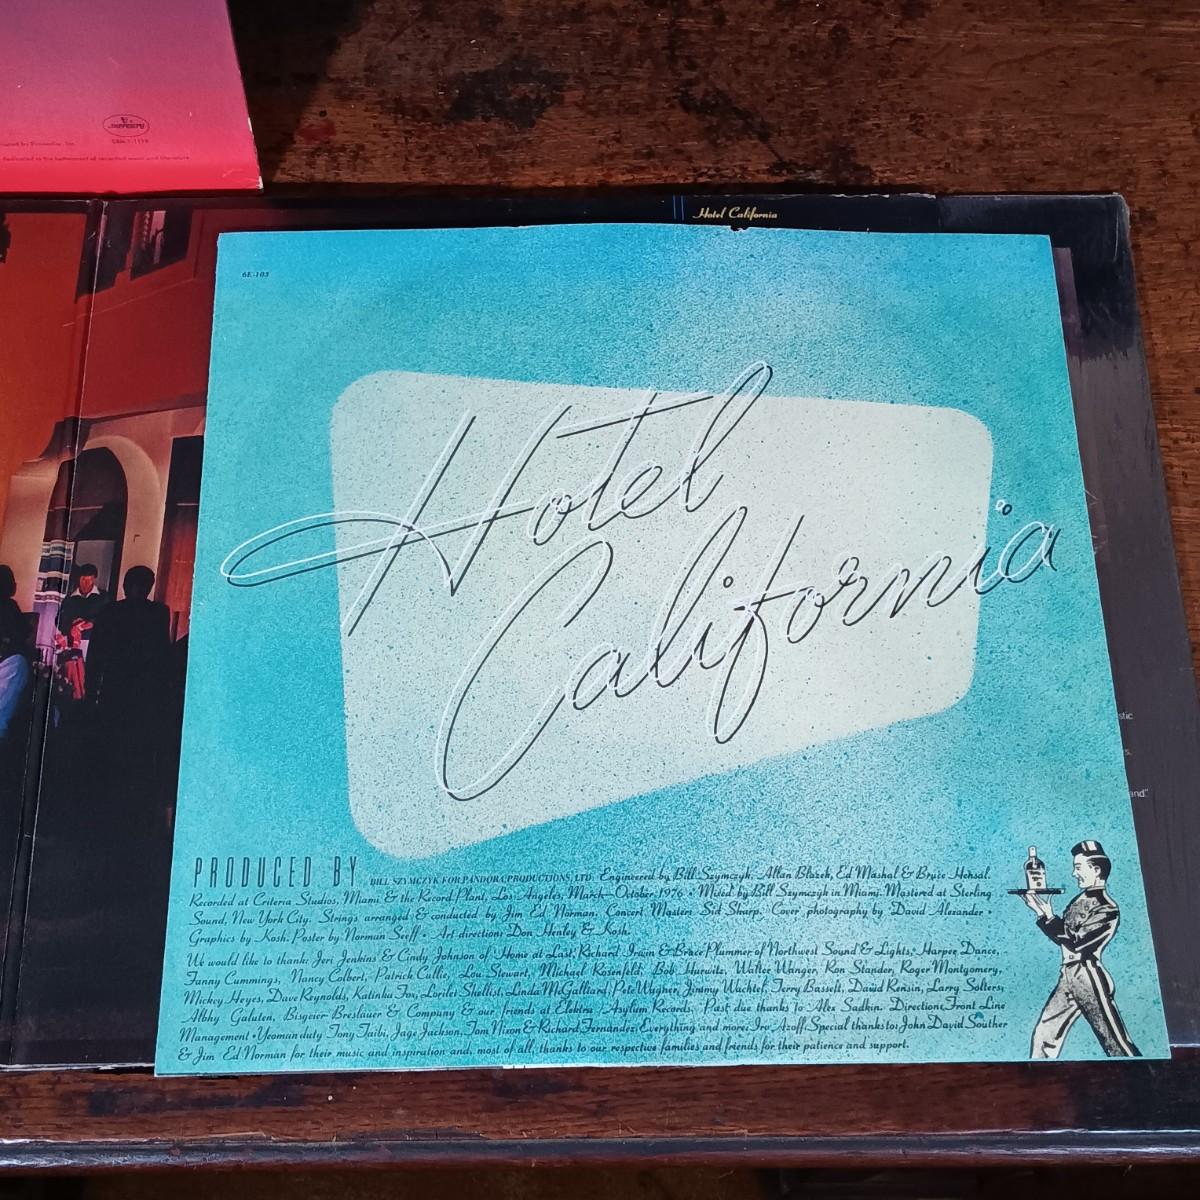 Mercury
Hotel California
6E-103
Hotel
California
PRODUCED BY BILL SZYMCZYK FOR PANDORA PRODUCTIONS, LTD. Engineered by Bill Szymczyk, Allan Blazek, Ed Mashal & Bruce Hensal.
Recorded at Criteria Studios, Miami & the Record Plant, Los Angeles, March–October, 1976 • Mixed by Bill Szymczyk in Miami. Mastered at Sterling
Sound, New York City. Strings arranged & conducted by Jim Ed Norman, Concert Master: Sid Sharp. Cover photography by David Alexander •
Graphics by Kosh. Poster by Norman Seeff • Art direction: Don Henley & Kosh.
We would like to thank: Jeri Jenkins & Cindy Johnson of Home at Last, Richard Irwin & Bruce Plummer of Northwest Sound & Lights, Harper Dance,
Fanny Cummings, Nancy Colbert, Patrick Cullie, Lou Stewart, Michael Rosenfeld, Bob Hurwitz, Wallee Wanger, Ron Stander, Roger Montgomery,
Mickey Heyes, Dave Reynolds, Katinka Fox, Lorilei Shellist, Linda McGalliard, Pete Wagner, Jimmy Wachtel, Terry Bassett, David Rensin, Larry Solters,
Albhy Galuten, Bisgeier Breslauer & Company & our friends at Elektra/Asylum Records. Past due thanks to Alex Sadkin. Direction: Front Line
Management • Yeoman duty Tony Taibi, Jage Jackson, Tom Nixon & Richard Fernandez Everything and more: Irv Azoff. Special thanks to: John David Souther
& Jim Ed Norman for their music and inspiration and, most of all, thanks to our respective families and friends for their patience and support.